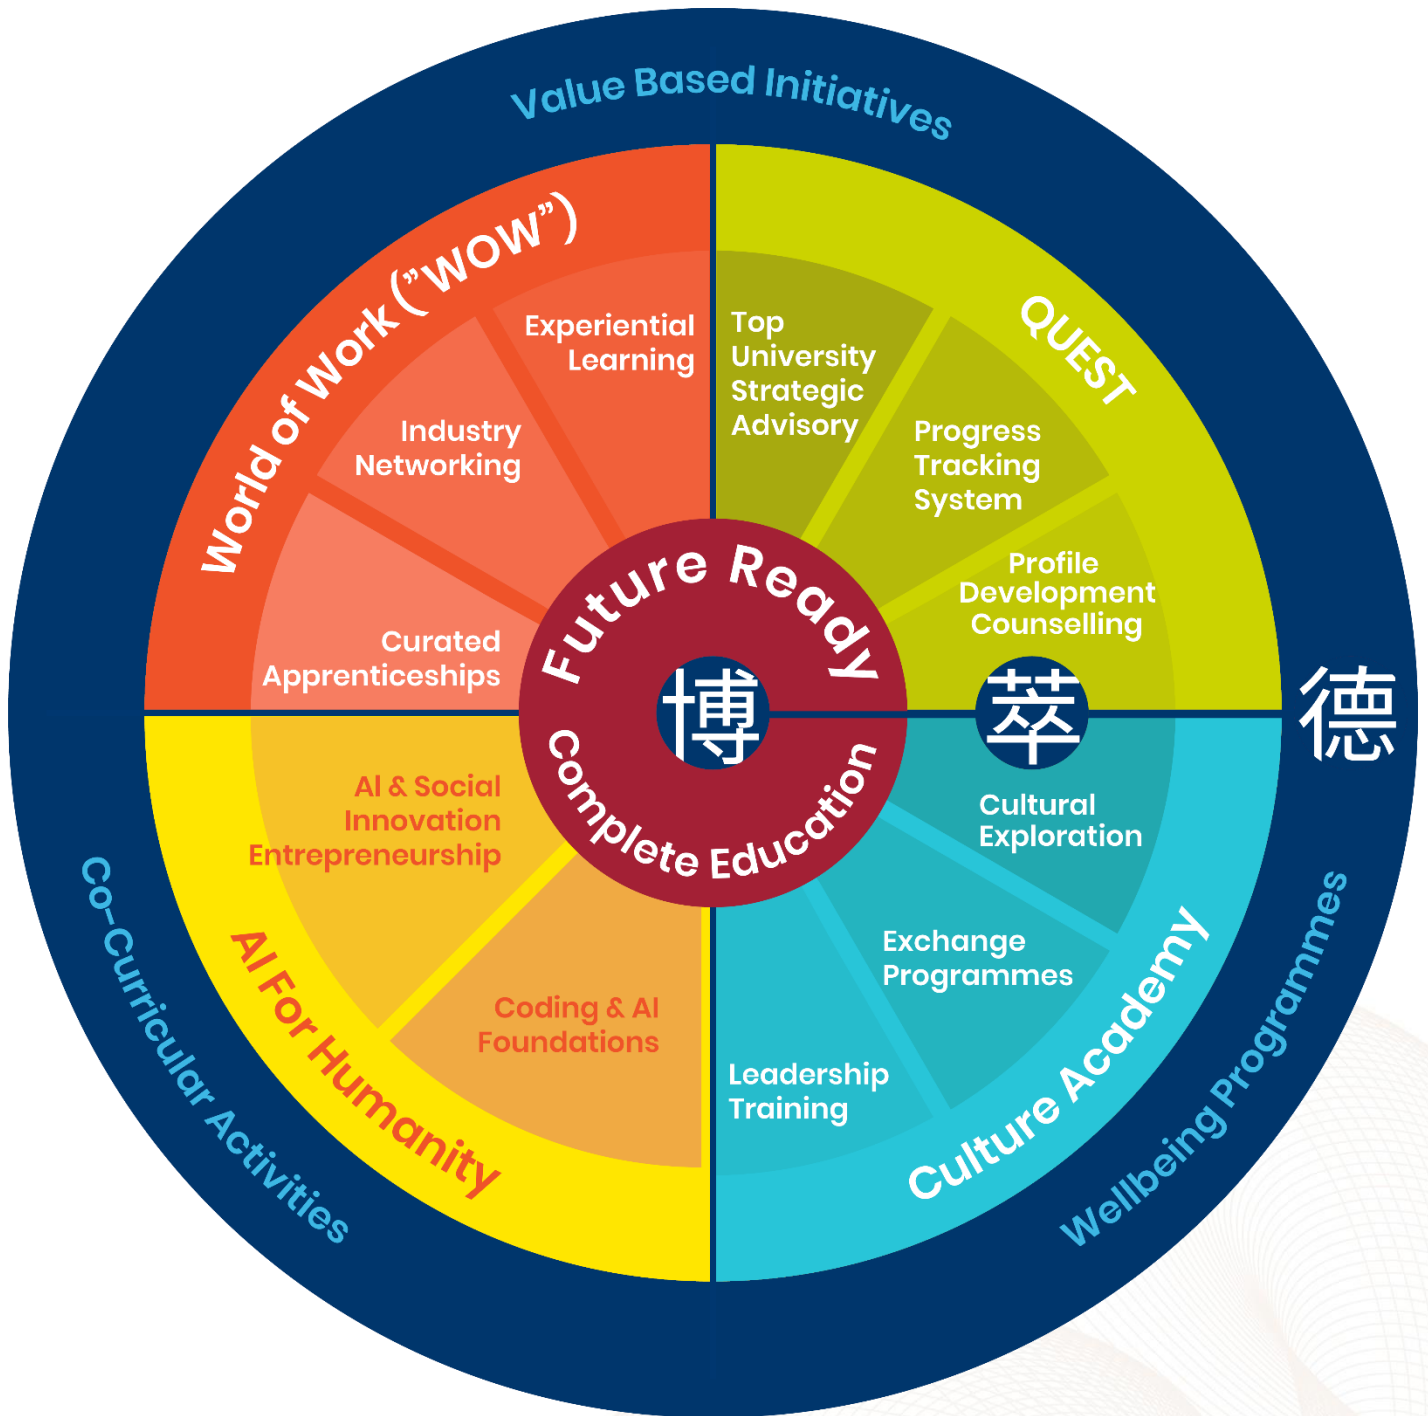 Value Based Initiatives
World of Work (”WOW”)
Experiential
Learning
Industry
Networking
Curated
Apprenticeships
QUEST
Top
University
Strategic
Advisory
Progress
Tracking
System
Profile
Development
Counselling
Future Ready
博
萃
德
Complete Education
AI & Social
Innovation
Entrepreneurship
Coding & AI
Foundations
AI For Humanity
Cultural
Exploration
Exchange
Programmes
Leadership
Training
Culture Academy
Co-Curricular Activities
Wellbeing Programmes